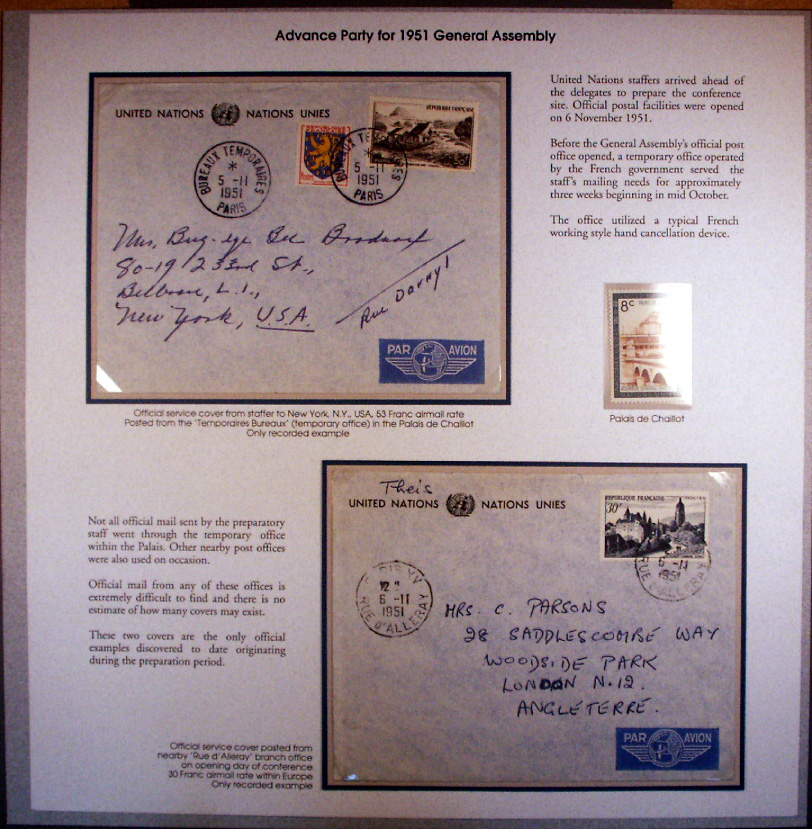 Advance Party for 1951 General Assembly
United Nations staffers arrived ahead of
the delegates to prepare the conference
site. Official postal facilities were opened
on 6 November 1951.
Before the General Assembly's official post
office opened, a temporary office operated
by the French government served the
staff's mailing needs for approximately
three weeks beginning in mid October.
The office utilized a typical French
working style hand cancellation device.
UNITED NATIONS NATIONS UNIES
REPUBLIQUE FRANÇAISE
BUREAUX TEMPORAIRES
5 -11
1951
PARIS
BUREAUX TEMPORAIRES
5 -11
1951
PARIS
Mrs.
80-19 233rd St.,
L.I.,
New York, U.S.A.
PAR AVION
8c
Palais de Chaillot
Official service cover from staffer to New York, N.Y., USA, 53 Franc airmail rate
Posted from the 'Temporaires Bureaux' (temporary office) in the Palais de Chaillot
Only recorded example
Theis
UNITED NATIONS NATIONS UNIES
REPUBLIQUE FRANÇAISE
30F
12 H
6 -11
1951
RUE D'ALLERAY
6 -11
1951
RUE D'ALLERAY
MRS. C. PARSONS
28 SADDLESCOMBE WAY
WOODSIDE PARK
LONDON N.12.
ANGLETERRE.
PAR AVION
Not all official mail sent by the preparatory
staff went through the temporary office
within the Palais. Other nearby post offices
were also used on occasion.
Official mail from any of these offices is
extremely difficult to find and there is no
estimate of how many covers may exist.
These two covers are the only official
examples discovered to date originating
during the preparation period.
Official service cover posted from
nearby 'Rue d'Alleray' branch office
on opening day of conference
30 Franc airmail rate within Europe
Only recorded example